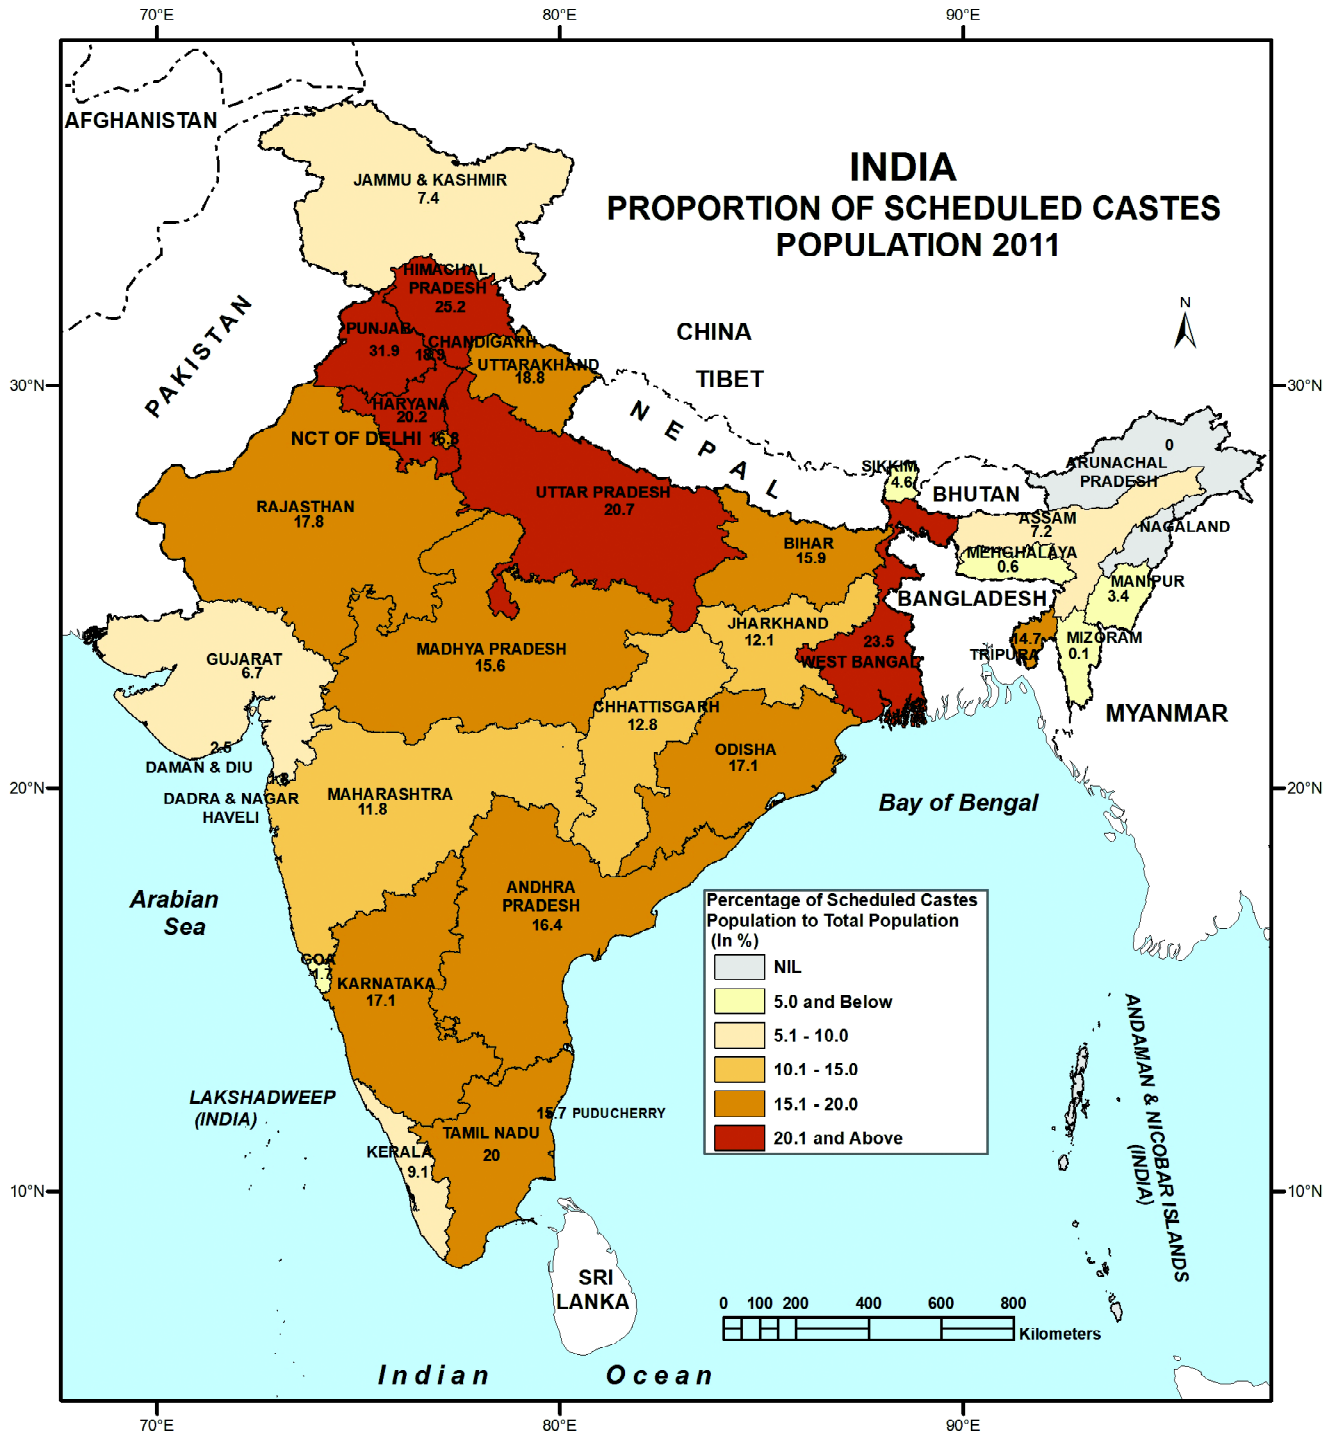 70°E
80°E
90°E
AFGHANISTAN
JAMMU & KASHMIR
7.4
INDIA
PROPORTION OF SCHEDULED CASTES
POPULATION 2011
HIMACHAL
PRADESH
25.2
N
PAKISTAN
PUNJAB
31.9
CHANDIGARH
18.9
CHINA
TIBET
UTTARAKHAND
18.8
30°N
30°N
HARYANA
20.2
NCT OF DELHI 16.8
NEPAL
0
ARUNACHAL
PRADESH
SIKKIM
4.6
BHUTAN
RAJASTHAN
17.8
UTTAR PRADESH
20.7
ASSAM
7.2
NAGALAND
BIHAR
15.9
MEHGHALAYA
0.6
MANIPUR
3.4
BANGLADESH
JHARKHAND
12.1
14.7
TRIPURA
MIZORAM
0.1
GUJARAT
6.7
MADHYA PRADESH
15.6
23.5
WEST BANGAL
CHHATTISGARH
12.8
MYANMAR
2.5
DAMAN & DIU
ODISHA
17.1
20°N
20°N
DADRA & NAGAR
HAVELI
MAHARASHTRA
11.8
Bay of Bengal
Arabian
Sea
ANDHRA
PRADESH
16.4
Percentage of Scheduled Castes
Population to Total Population
(In %)
NIL
5.0 and Below
5.1 - 10.0
10.1 - 15.0
15.1 - 20.0
20.1 and Above
GOA
1.7
KARNATAKA
17.1
ANDAMAN & NICOBAR ISLANDS
(INDIA)
LAKSHADWEEP
(INDIA)
15.7 PUDUCHERRY
TAMIL NADU
20
KERALA
9.1
10°N
10°N
SRI
LANKA
0 100 200 400 600 800
Kilometers
Indian Ocean
70°E
80°E
90°E